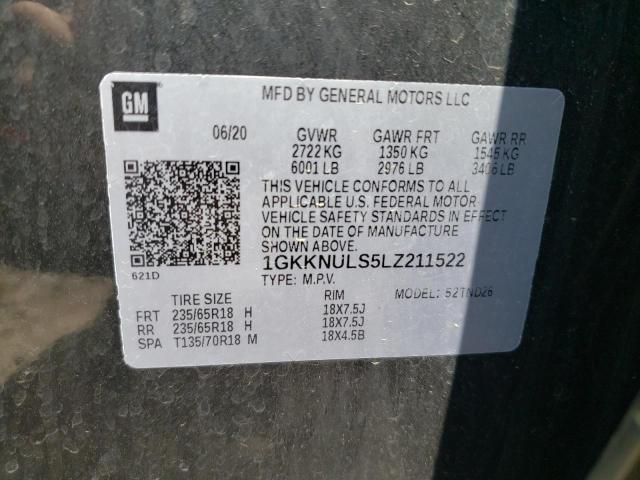 GM
MFD BY GENERAL MOTORS LLC
06/20 GVWR GAWR FRT GAWR RR
2722 KG 1350 KG 1545 KG
6001 LB 2976 LB 3406 LB
THIS VEHICLE CONFORMS TO ALL
APPLICABLE U.S. FEDERAL MOTOR
VEHICLE SAFETY STANDARDS IN EFFECT
ON THE DATE OF MANUFACTURE
SHOWN ABOVE.
621D
1GKKNULS5LZ211522
TYPE: M.P.V. MODEL: 52TND26
TIRE SIZE RIM
FRT 235/65R18 H 18X7.5J
RR 235/65R18 H 18X7.5J
SPA T135/70R18 M 18X4.5B